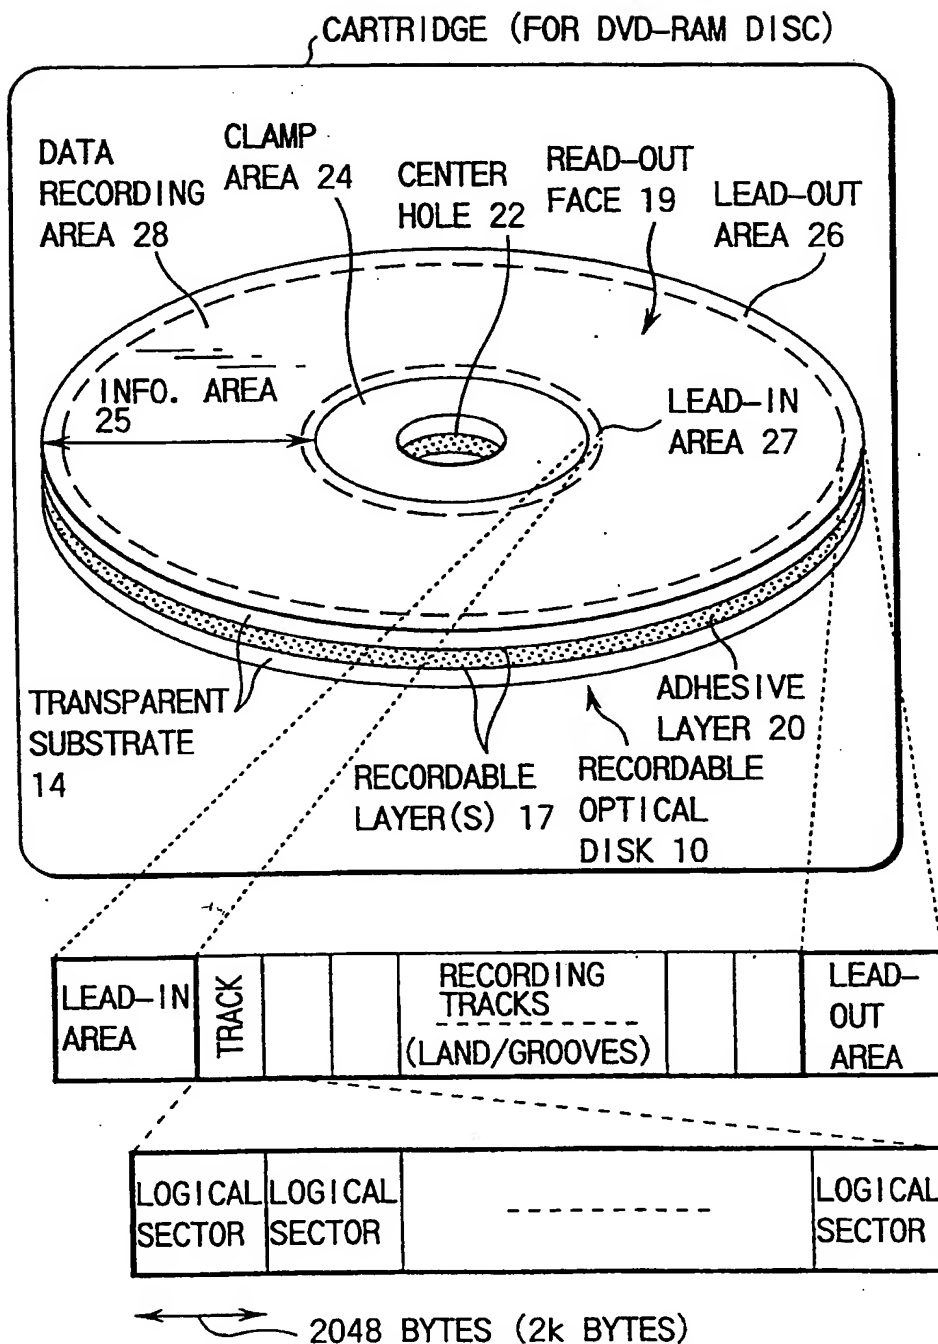 CARTRIDGE (FOR DVD-RAM DISC)
DATA
RECORDING
AREA 28
CLAMP
AREA 24
CENTER
HOLE 22
READ-OUT
FACE 19
LEAD-OUT
AREA 26
INFO. AREA
25
LEAD-IN
AREA 27
TRANSPARENT
SUBSTRATE
14
RECORDABLE
LAYER(S) 17
ADHESIVE
LAYER 20
RECORDABLE
OPTICAL
DISK 10
LEAD-IN
AREA
TRACK
RECORDING
TRACKS
(LAND/GROOVES)
LEAD-
OUT
AREA
LOGICAL
SECTOR
LOGICAL
SECTOR
LOGICAL
SECTOR
2048 BYTES (2k BYTES)